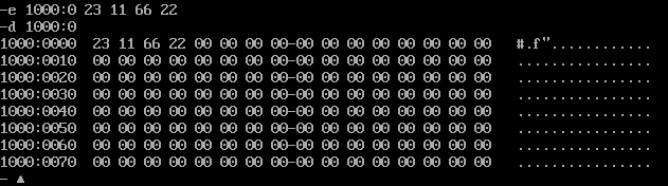 -e 1000:0 23 11 66 22
-d 1000:0
1000:0000  23 11 66 22 00 00 00 00-00 00 00 00 00 00 00 00   #.f"............
1000:0010  00 00 00 00 00 00 00 00-00 00 00 00 00 00 00 00   ................
1000:0020  00 00 00 00 00 00 00 00-00 00 00 00 00 00 00 00   ................
1000:0030  00 00 00 00 00 00 00 00-00 00 00 00 00 00 00 00   ................
1000:0040  00 00 00 00 00 00 00 00-00 00 00 00 00 00 00 00   ................
1000:0050  00 00 00 00 00 00 00 00-00 00 00 00 00 00 00 00   ................
1000:0060  00 00 00 00 00 00 00 00-00 00 00 00 00 00 00 00   ................
1000:0070  00 00 00 00 00 00 00 00-00 00 00 00 00 00 00 00   ................
- ▲